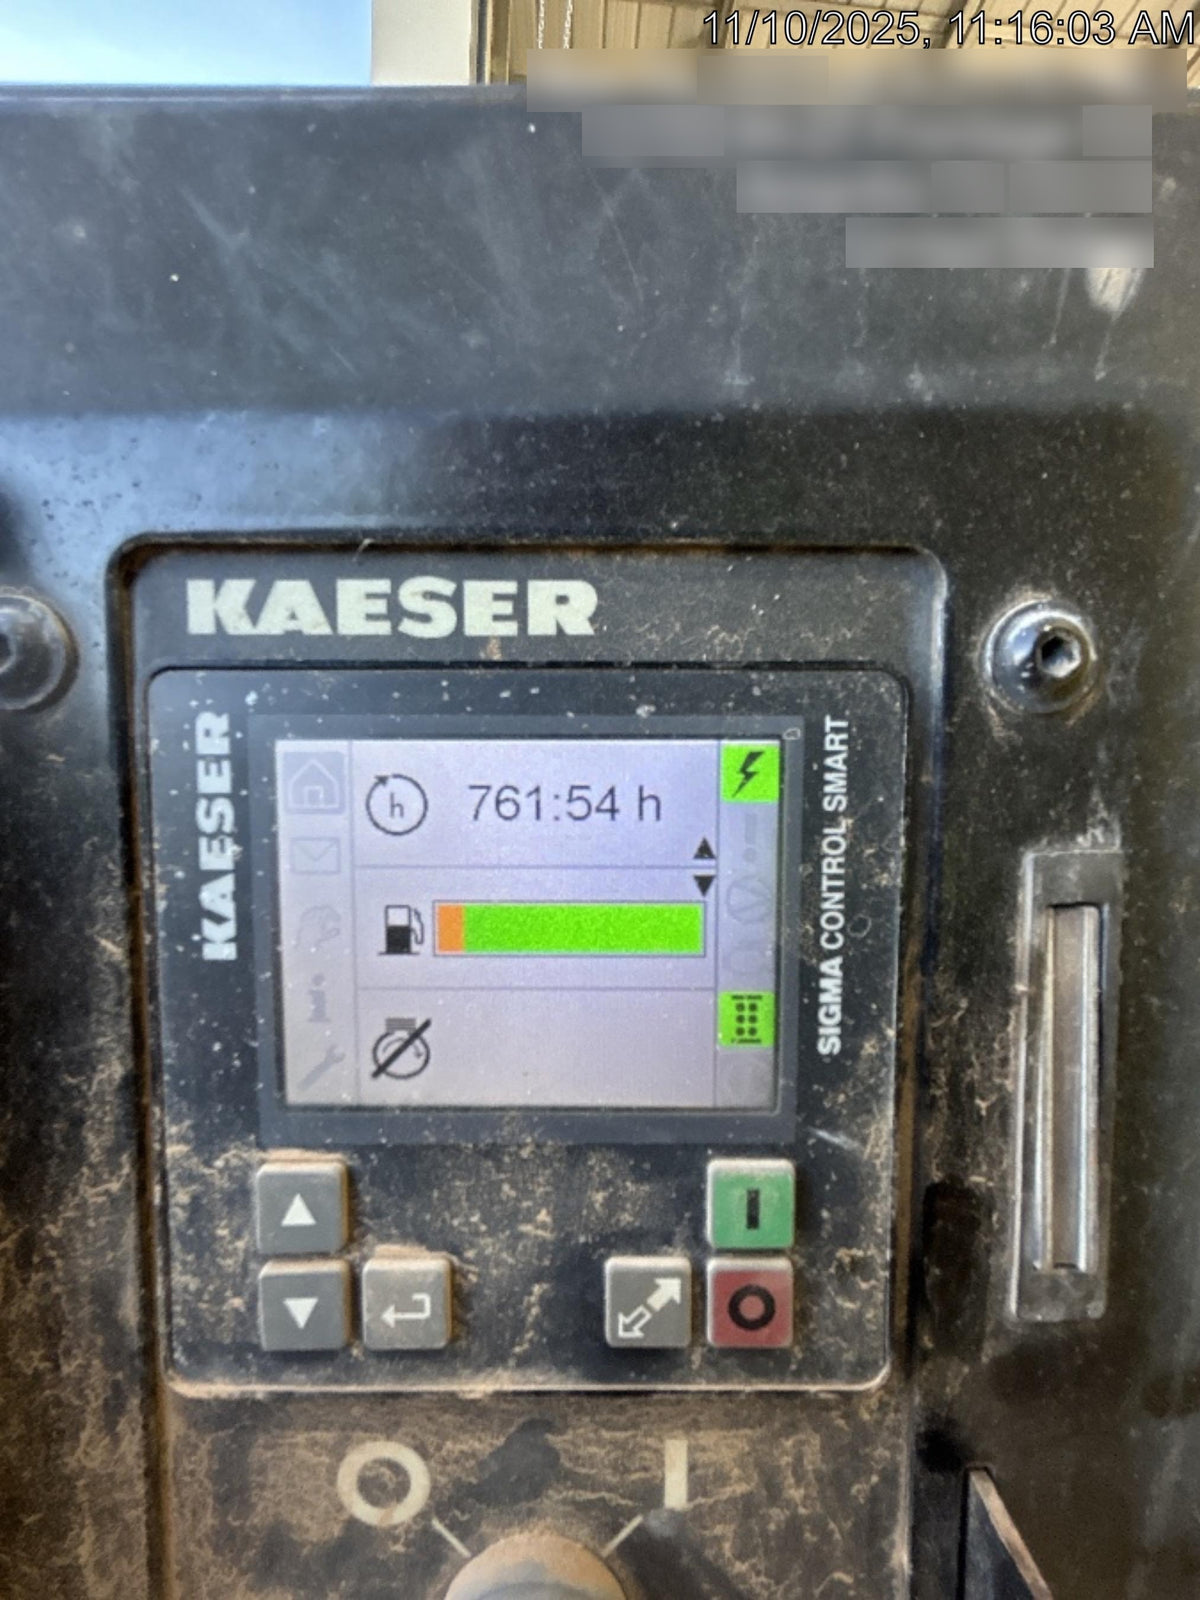 11/10/2025, 11:16:03 AM
KAESER
KAESER
SIGMA CONTROL SMART
h
761:54 h